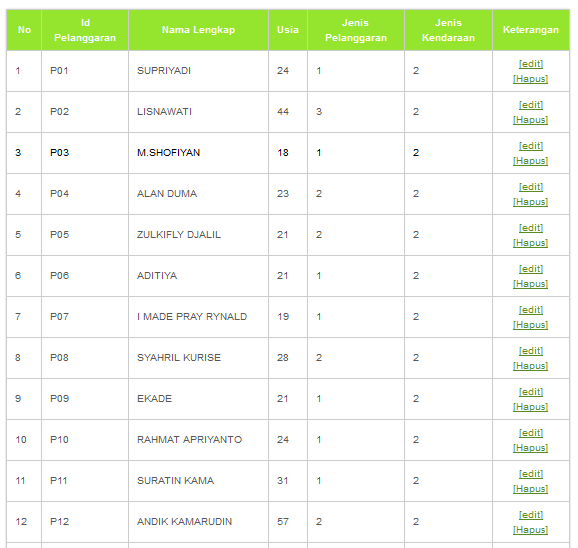 No Id Pelanggaran Nama Lengkap Usia Jenis Pelanggaran Jenis Kendaraan Keterangan
1 P01 SUPRIYADI 24 1 2 [edit] [Hapus]
2 P02 LISNAWATI 44 3 2 [edit] [Hapus]
3 P03 M.SHOFIYAN 18 1 2 [edit] [Hapus]
4 P04 ALAN DUMA 23 2 2 [edit] [Hapus]
5 P05 ZULKIFLY DJALIL 21 2 2 [edit] [Hapus]
6 P06 ADITIYA 21 1 2 [edit] [Hapus]
7 P07 I MADE PRAY RYNALD 19 1 2 [edit] [Hapus]
8 P08 SYAHRIL KURISE 28 2 2 [edit] [Hapus]
9 P09 EKADE 21 1 2 [edit] [Hapus]
10 P10 RAHMAT APRIYANTO 24 1 2 [edit] [Hapus]
11 P11 SURATIN KAMA 31 1 2 [edit] [Hapus]
12 P12 ANDIK KAMARUDIN 57 2 2 [edit] [Hapus]